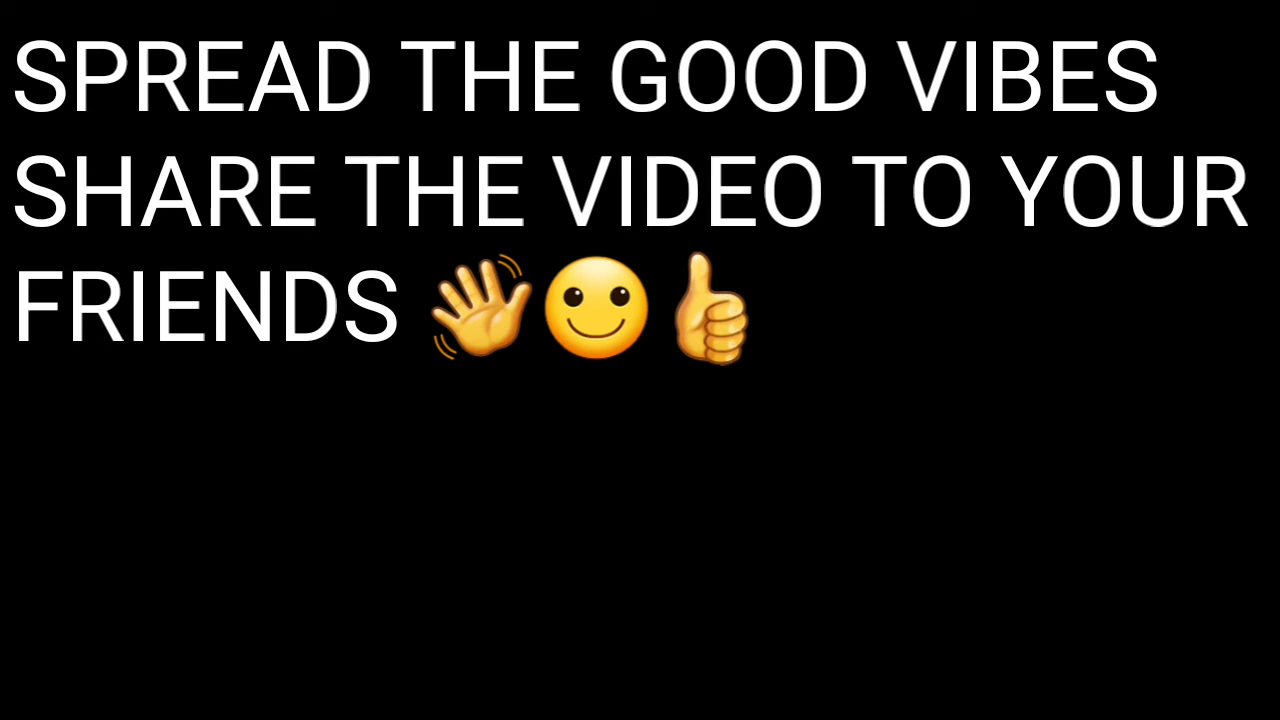 SPREAD THE GOOD VIBES
SHARE THE VIDEO TO YOUR
FRIENDS 👋🙂👍